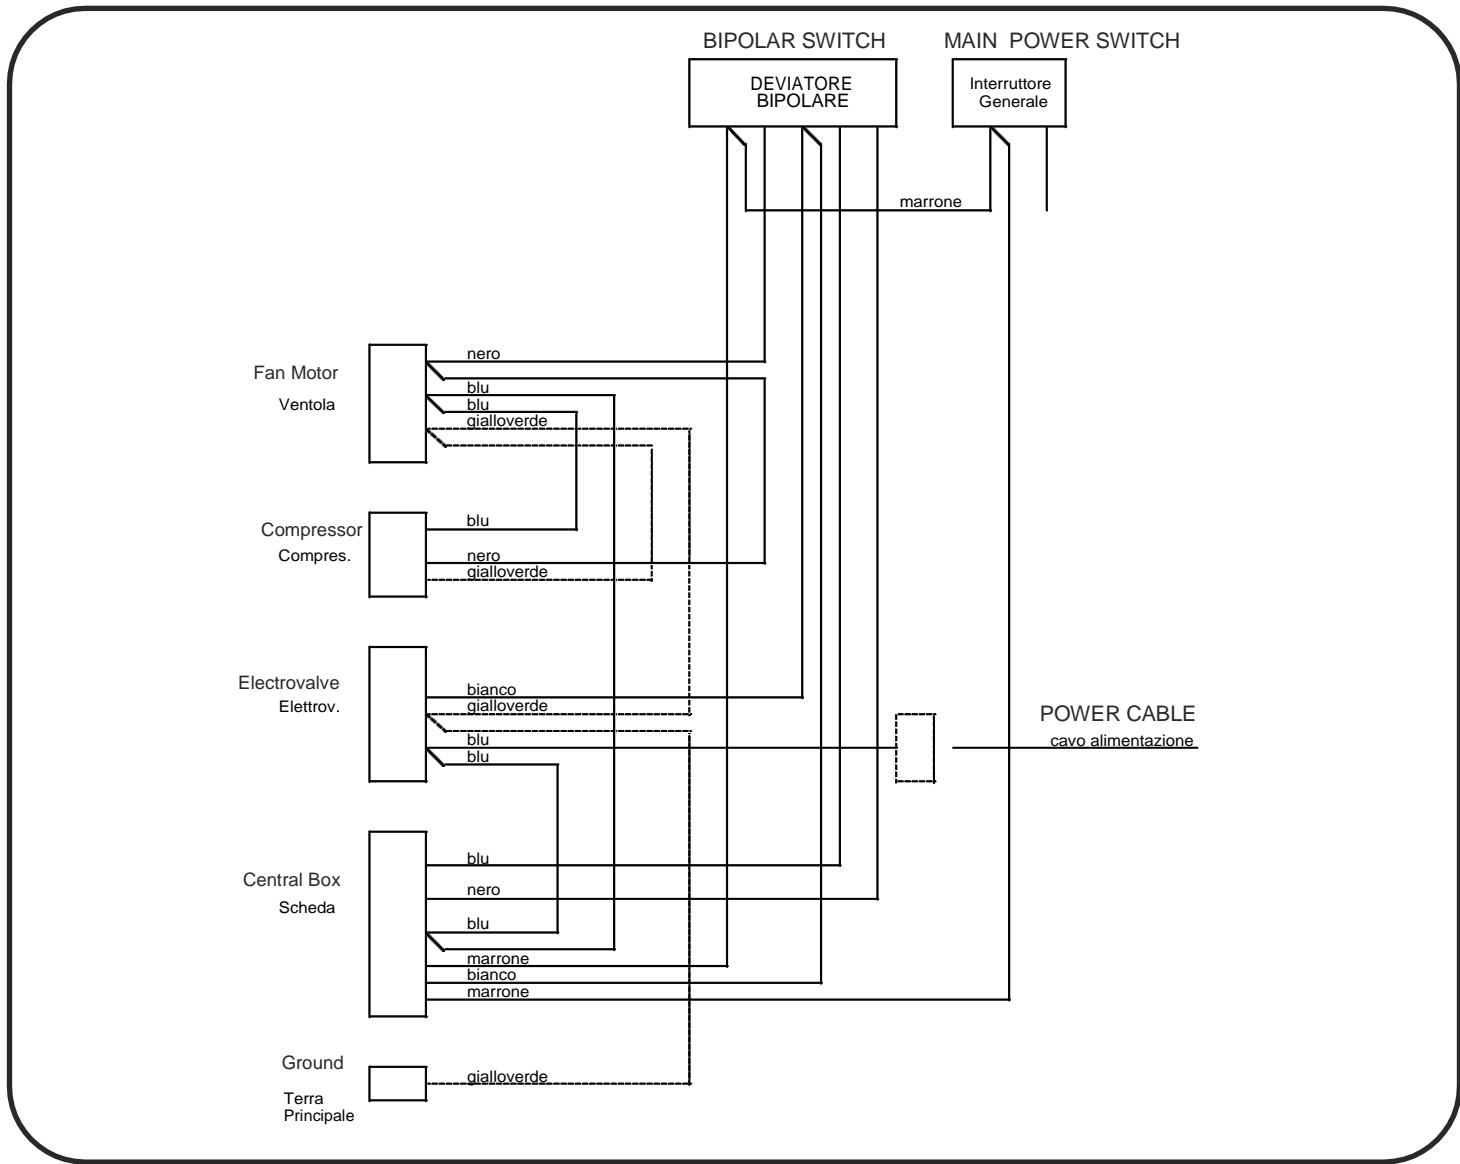 BIPOLAR SWITCH
MAIN POWER SWITCH
DEVIATORE
BIPOLARE
Interruttore
Generale
marrone
nero
Fan Motor
Ventola
blu
blu
gialloverde
Compressor
Compres.
blu
nero
gialloverde
Electrovalve
Elettrov.
bianco
gialloverde
blu
blu
POWER CABLE
cavo alimentazione
Central Box
Scheda
blu
nero
blu
marrone
bianco
marrone
Ground
Terra
Principale
gialloverde